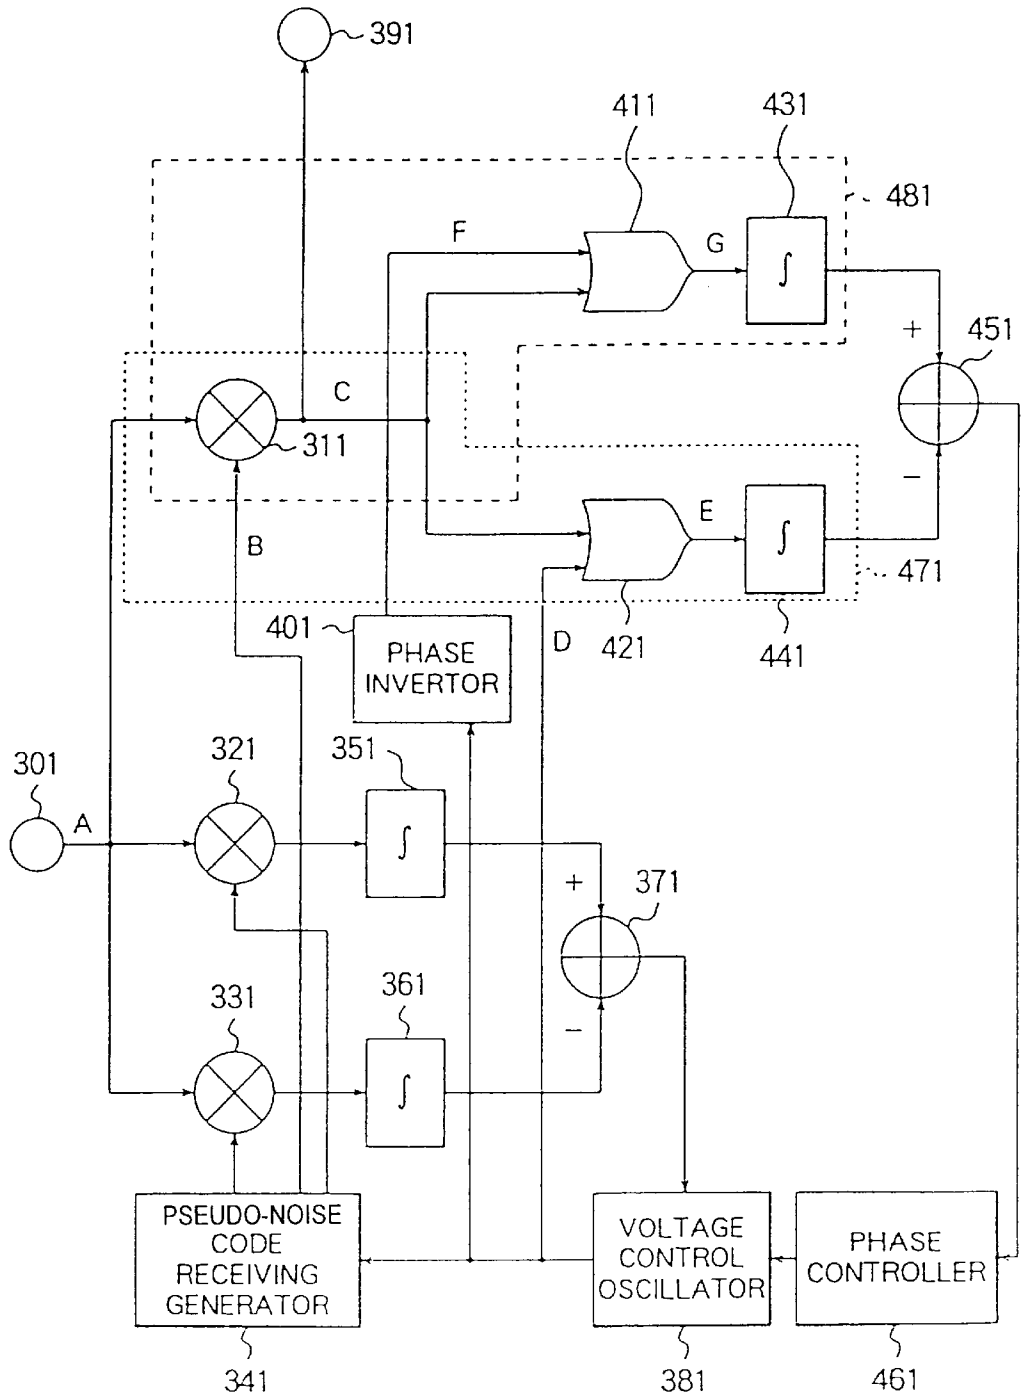 391
411
431
481
F
G
∫
+
451
C
311
−
B
E
∫
471
401
PHASE
INVERTOR
D
421
441
301
321
351
A
∫
+
371
331
361
−
∫
PSEUDO-NOISE
CODE
RECEIVING
GENERATOR
VOLTAGE
CONTROL
OSCILLATOR
PHASE
CONTROLLER
341
381
461